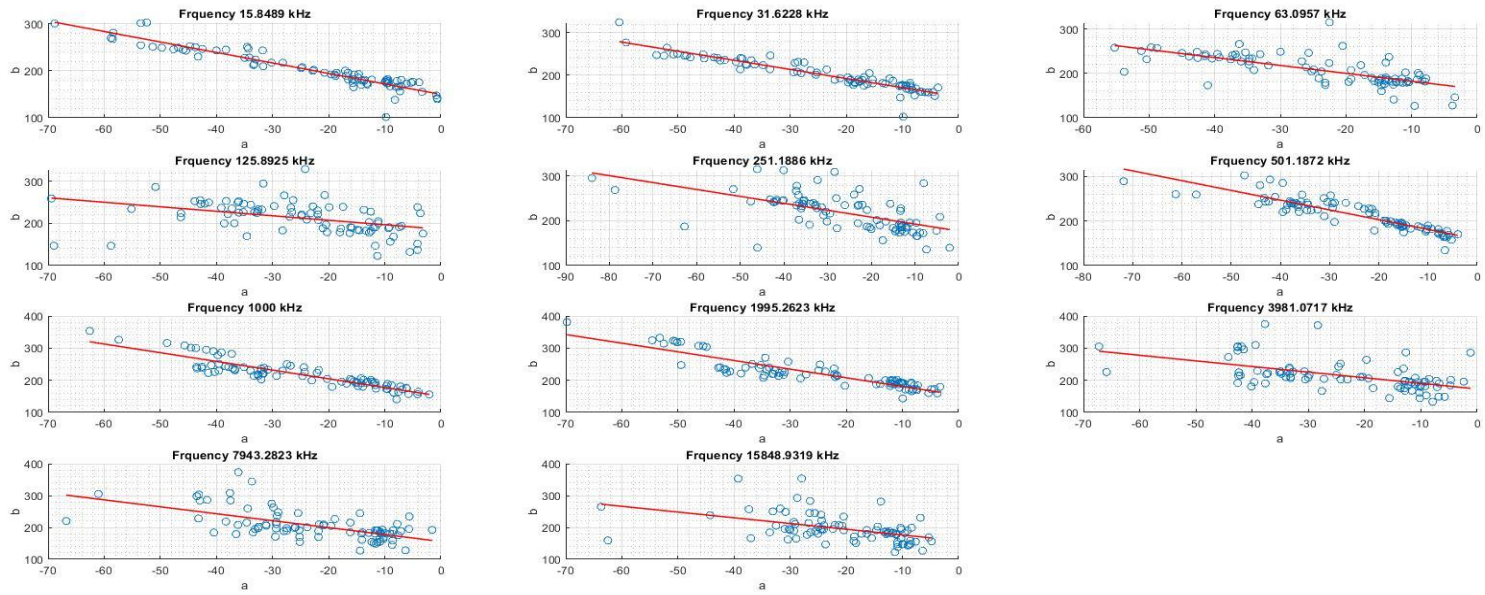 Frquency 15.8489 kHz
300
200
100
b
-70 -60 -50 -40 -30 -20 -10 0
a
Frquency 31.6228 kHz
300
200
100
b
-70 -60 -50 -40 -30 -20 -10 0
a
Frquency 63.0957 kHz
300
200
100
b
-60 -50 -40 -30 -20 -10 0
a
Frquency 125.8925 kHz
300
200
100
b
-70 -60 -50 -40 -30 -20 -10 0
a
Frquency 251.1886 kHz
300
200
100
b
-90 -80 -70 -60 -50 -40 -30 -20 -10 0
a
Frquency 501.1872 kHz
300
200
100
b
-80 -70 -60 -50 -40 -30 -20 -10 0
a
Frquency 1000 kHz
400
300
200
100
b
-70 -60 -50 -40 -30 -20 -10 0
a
Frquency 1995.2623 kHz
400
300
200
100
b
-70 -60 -50 -40 -30 -20 -10 0
a
Frquency 3981.0717 kHz
400
300
200
100
b
-70 -60 -50 -40 -30 -20 -10 0
a
Frquency 7943.2823 kHz
400
300
200
100
b
-70 -60 -50 -40 -30 -20 -10 0
a
Frquency 15848.9319 kHz
400
300
200
100
b
-70 -60 -50 -40 -30 -20 -10 0
a